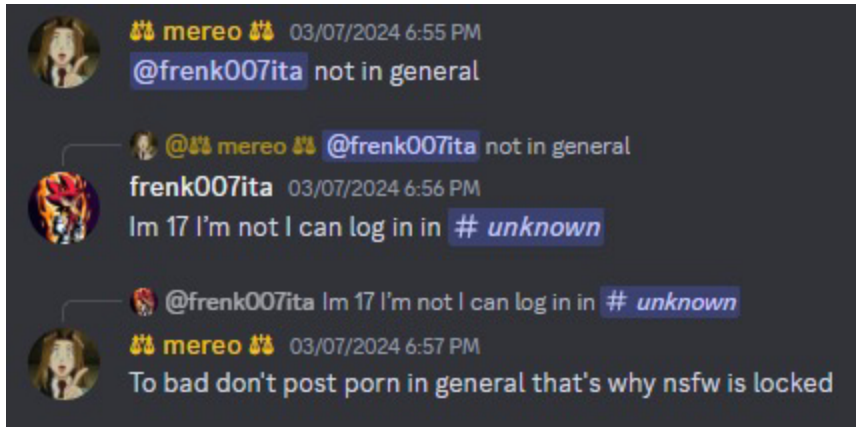 mereo 03/07/2024 6:55 PM
@frenk007ita not in general
@ mereo @frenk007ita not in general
frenk007ita 03/07/2024 6:56 PM
Im 17 I'm not I can log in in # unknown
@frenk007ita Im 17 I'm not I can log in in # unknown
mereo 03/07/2024 6:57 PM
To bad don't post porn in general that's why nsfw is locked